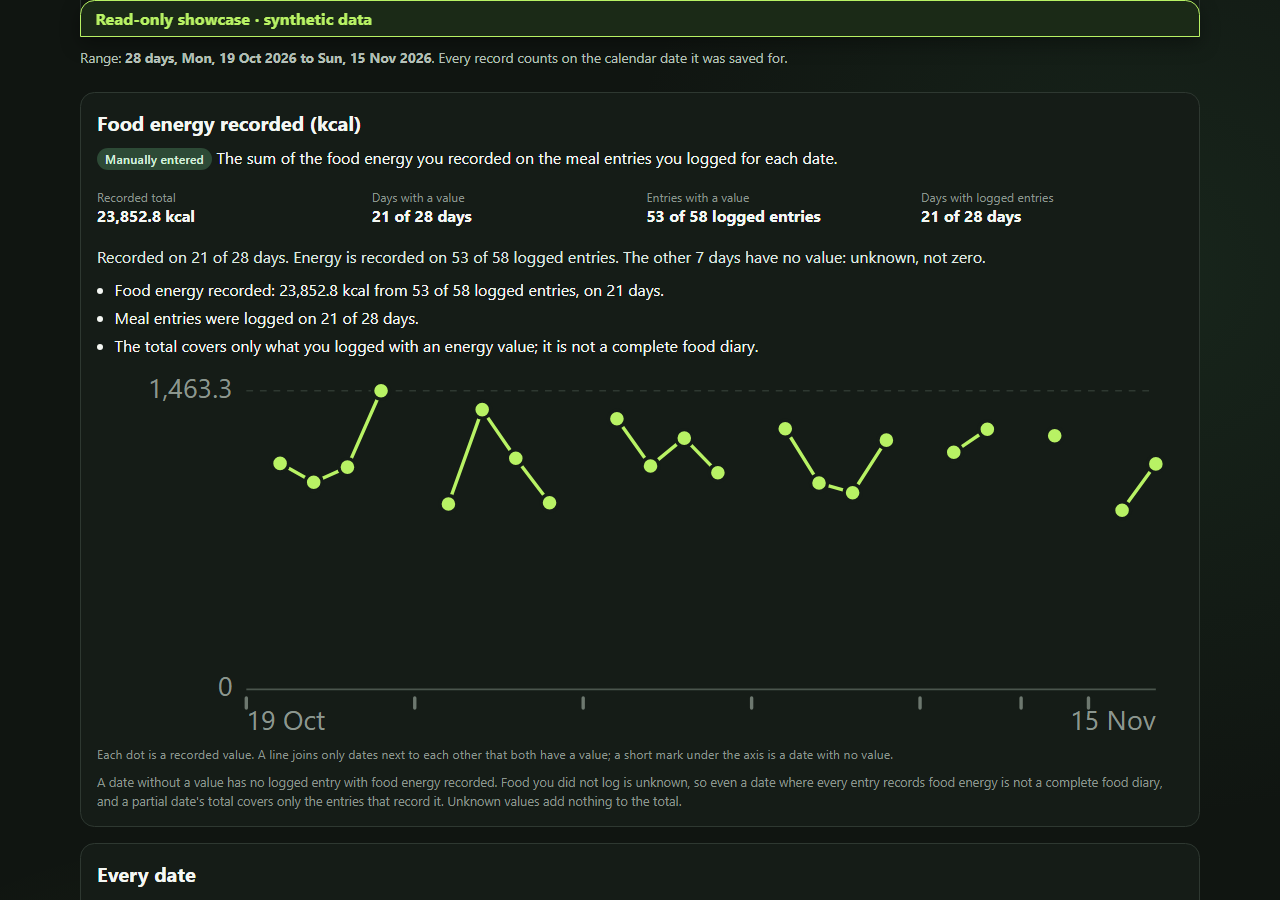 Read-only showcase · synthetic data
Range: 28 days, Mon, 19 Oct 2026 to Sun, 15 Nov 2026. Every record counts on the calendar date it was saved for.
Food energy recorded (kcal)
Manually entered The sum of the food energy you recorded on the meal entries you logged for each date.
Recorded total Days with a value Entries with a value Days with logged entries
23,852.8 kcal 21 of 28 days 53 of 58 logged entries 21 of 28 days
Recorded on 21 of 28 days. Energy is recorded on 53 of 58 logged entries. The other 7 days have no value: unknown, not zero.
• Food energy recorded: 23,852.8 kcal from 53 of 58 logged entries, on 21 days.
• Meal entries were logged on 21 of 28 days.
• The total covers only what you logged with an energy value; it is not a complete food diary.
1,463.3
0
19 Oct 15 Nov
Each dot is a recorded value. A line joins only dates next to each other that both have a value; a short mark under the axis is a date with no value.
A date without a value has no logged entry with food energy recorded. Food you did not log is unknown, so even a date where every entry records food energy is not a complete food diary,
and a partial date's total covers only the entries that record it. Unknown values add nothing to the total.
Every date